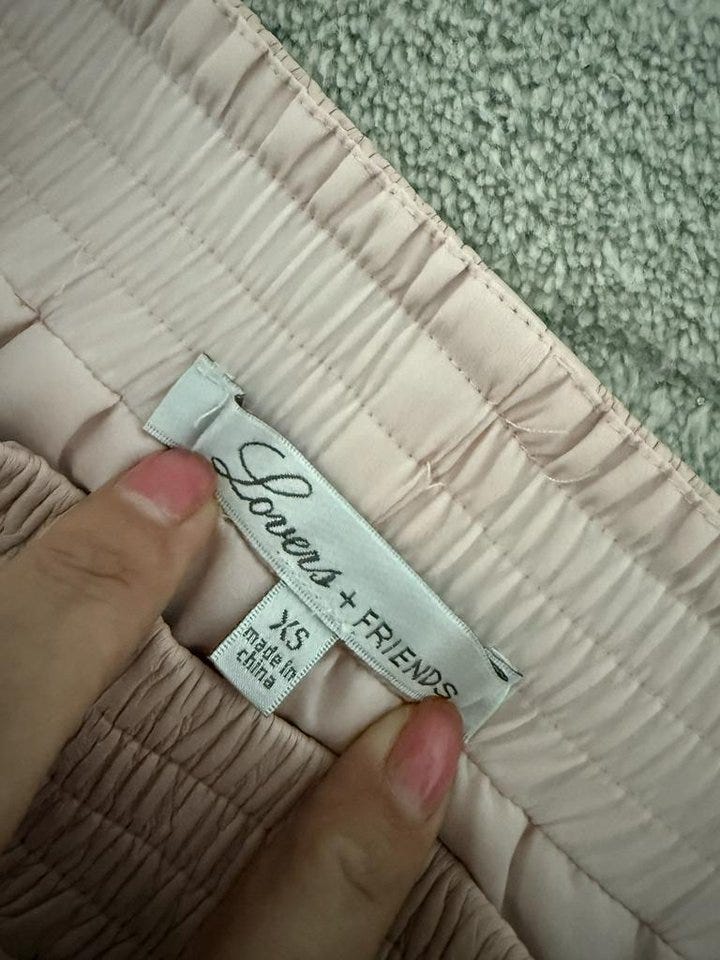 Lovers + FRIENDS
XS
made in
china